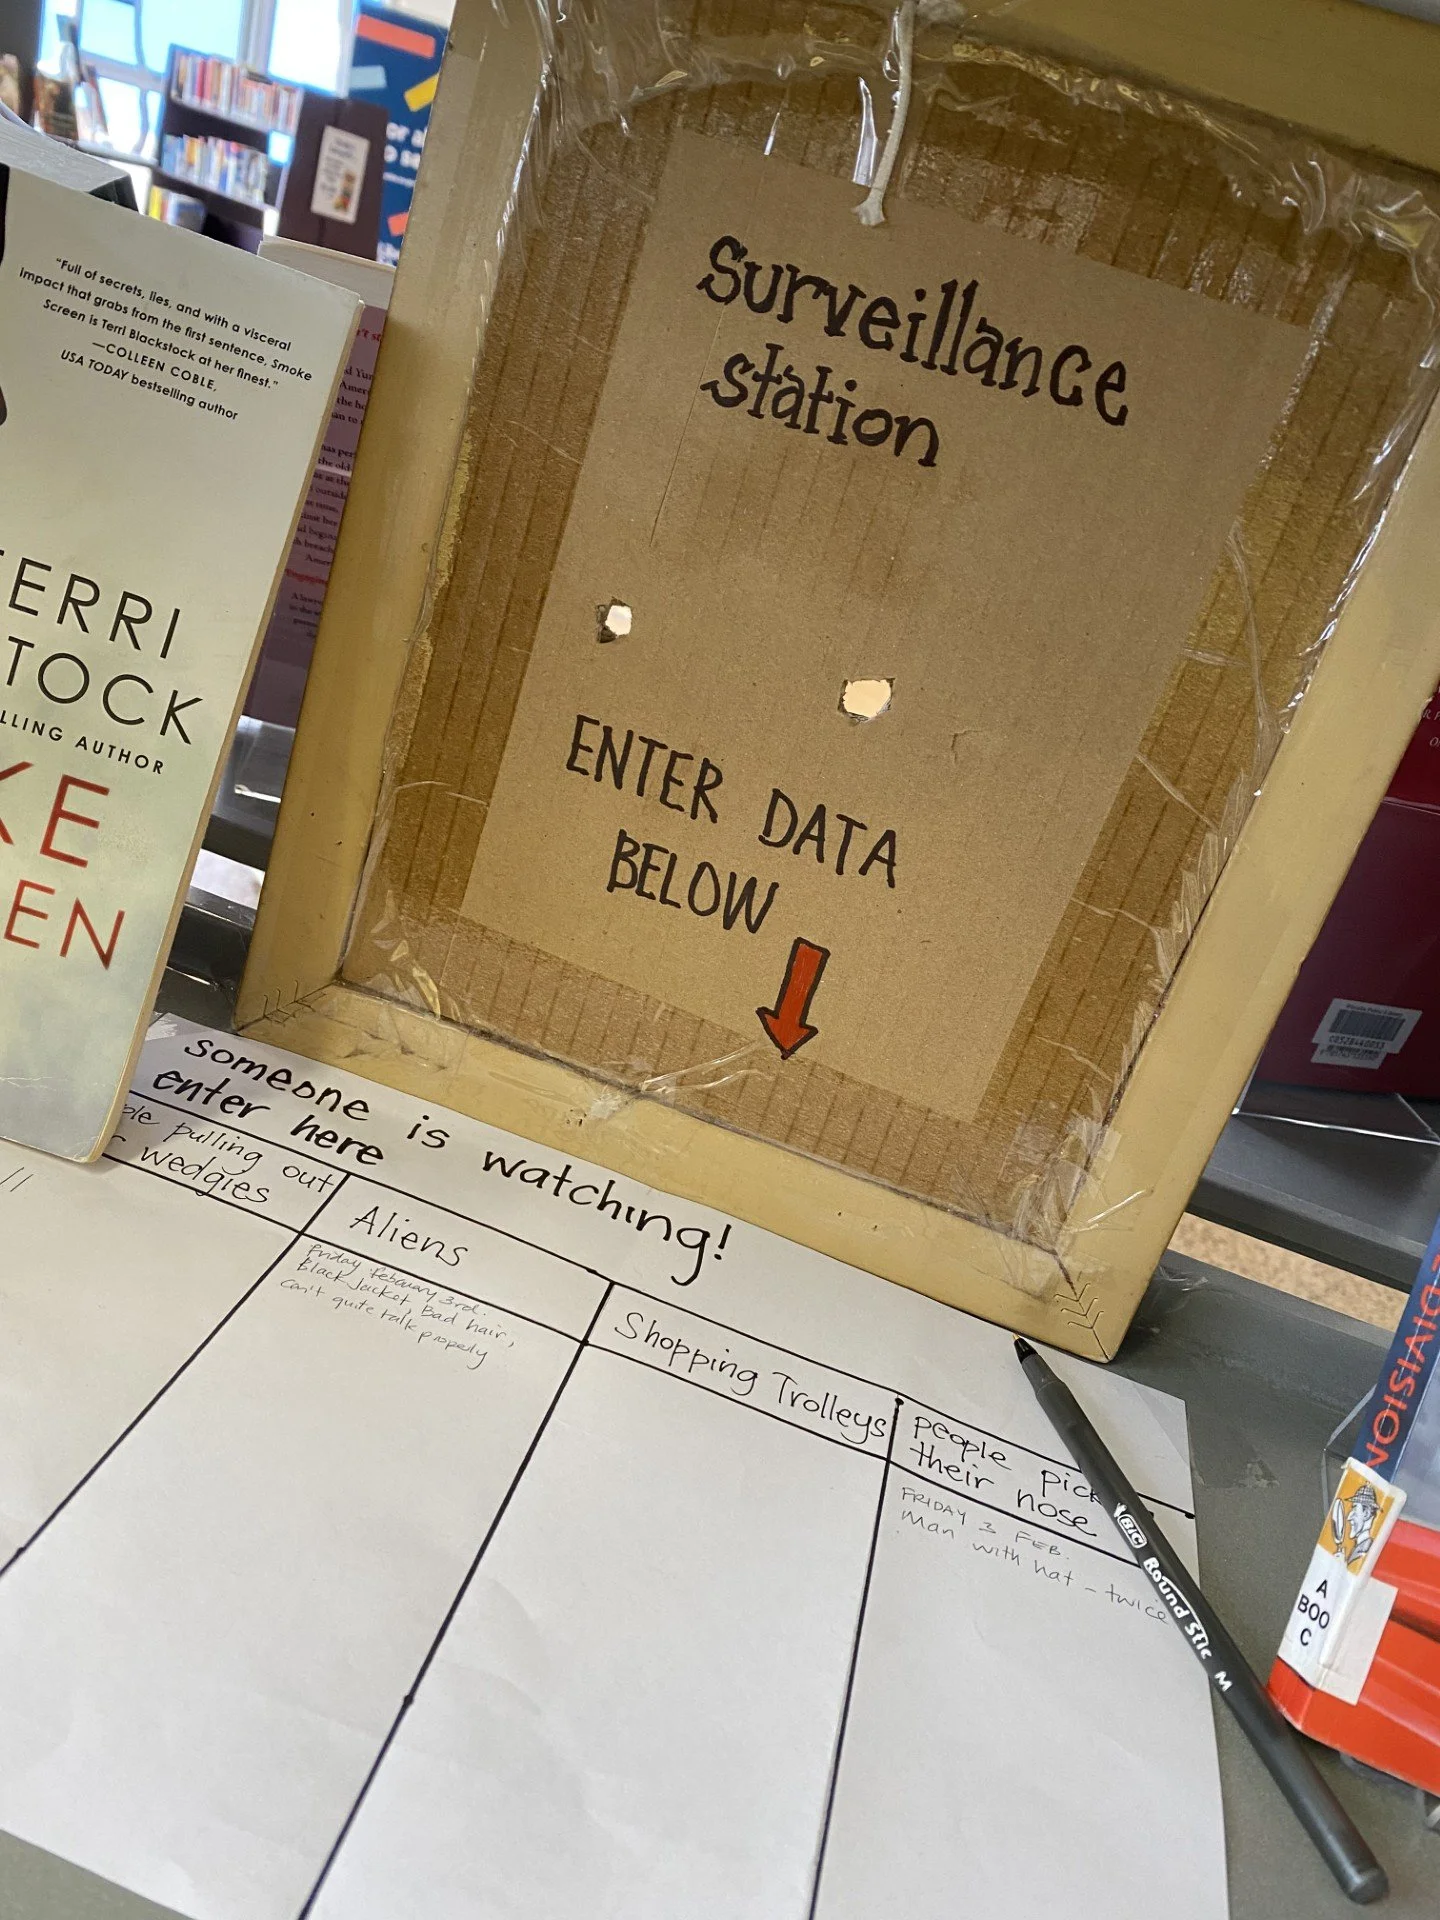 "Full of secrets, lies, and with a visceral
impact that grabs from the first sentence, Smoke
Screen is Terri Blackstock at her finest."
—COLLEEN COBLE,
USA TODAY bestselling author
ERRI
TOCK
LLING AUTHOR
KE
EN
Surveillance
station
ENTER DATA
BELOW
someone is watching!
enter here
ple pulling out
wedgies
Aliens
Shopping Trolleys
people pick
their nose
Friday February 3rd.
Black Jacket, Bad hair,
can't quite talk properly
FRIDAY 3 FEB.
Man with hat - twice
BIC Round Stic M
DIVISION
A
BOO
C